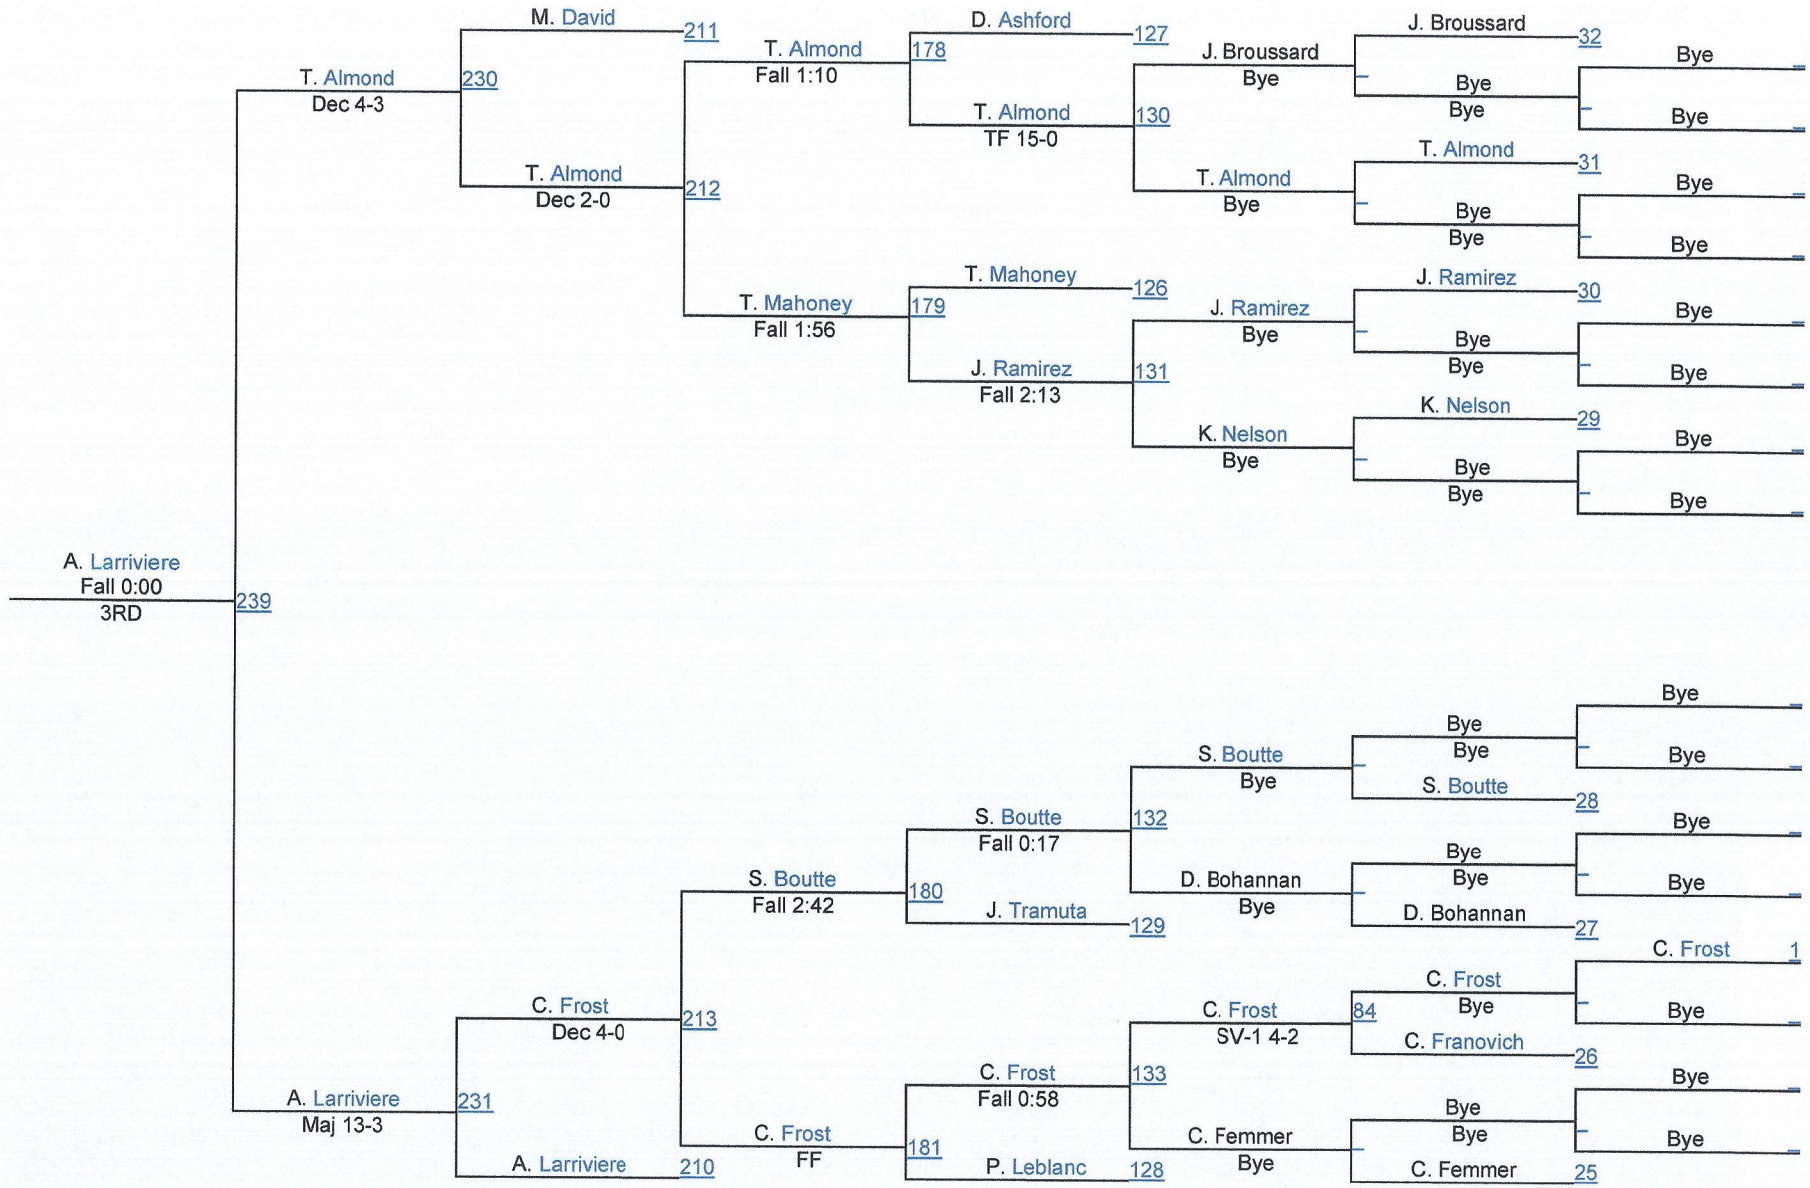 M. David
211
D. Ashford
127
J. Broussard
32
T. Almond
Fall 1:10
178
J. Broussard
Bye
Bye
T. Almond
Dec 4-3
230
Bye
Bye
T. Almond
TF 15-0
130
Bye
T. Almond
31
T. Almond
Dec 2-0
212
T. Almond
Bye
Bye
Bye
Bye
Bye
T. Mahoney
126
J. Ramirez
30
T. Mahoney
Fall 1:56
179
J. Ramirez
Bye
Bye
Bye
Bye
J. Ramirez
Fall 2:13
131
Bye
K. Nelson
29
K. Nelson
Bye
Bye
Bye
Bye
Bye
A. Larriviere
Fall 0:00
3RD
239
Bye
S. Boutte
Bye
Bye
Bye
Bye
S. Boutte
28
S. Boutte
Fall 0:17
132
Bye
S. Boutte
Fall 2:42
180
D. Bohannan
Bye
Bye
Bye
Bye
J. Tramuta
129
D. Bohannan
27
C. Frost
1
C. Frost
Dec 4-0
213
C. Frost
SV-1 4-2
84
C. Frost
Bye
Bye
C. Franovich
26
C. Frost
Fall 0:58
133
Bye
A. Larriviere
Maj 13-3
231
C. Frost
FF
181
C. Femmer
Bye
Bye
Bye
Bye
A. Larriviere
210
P. Leblanc
128
C. Femmer
25